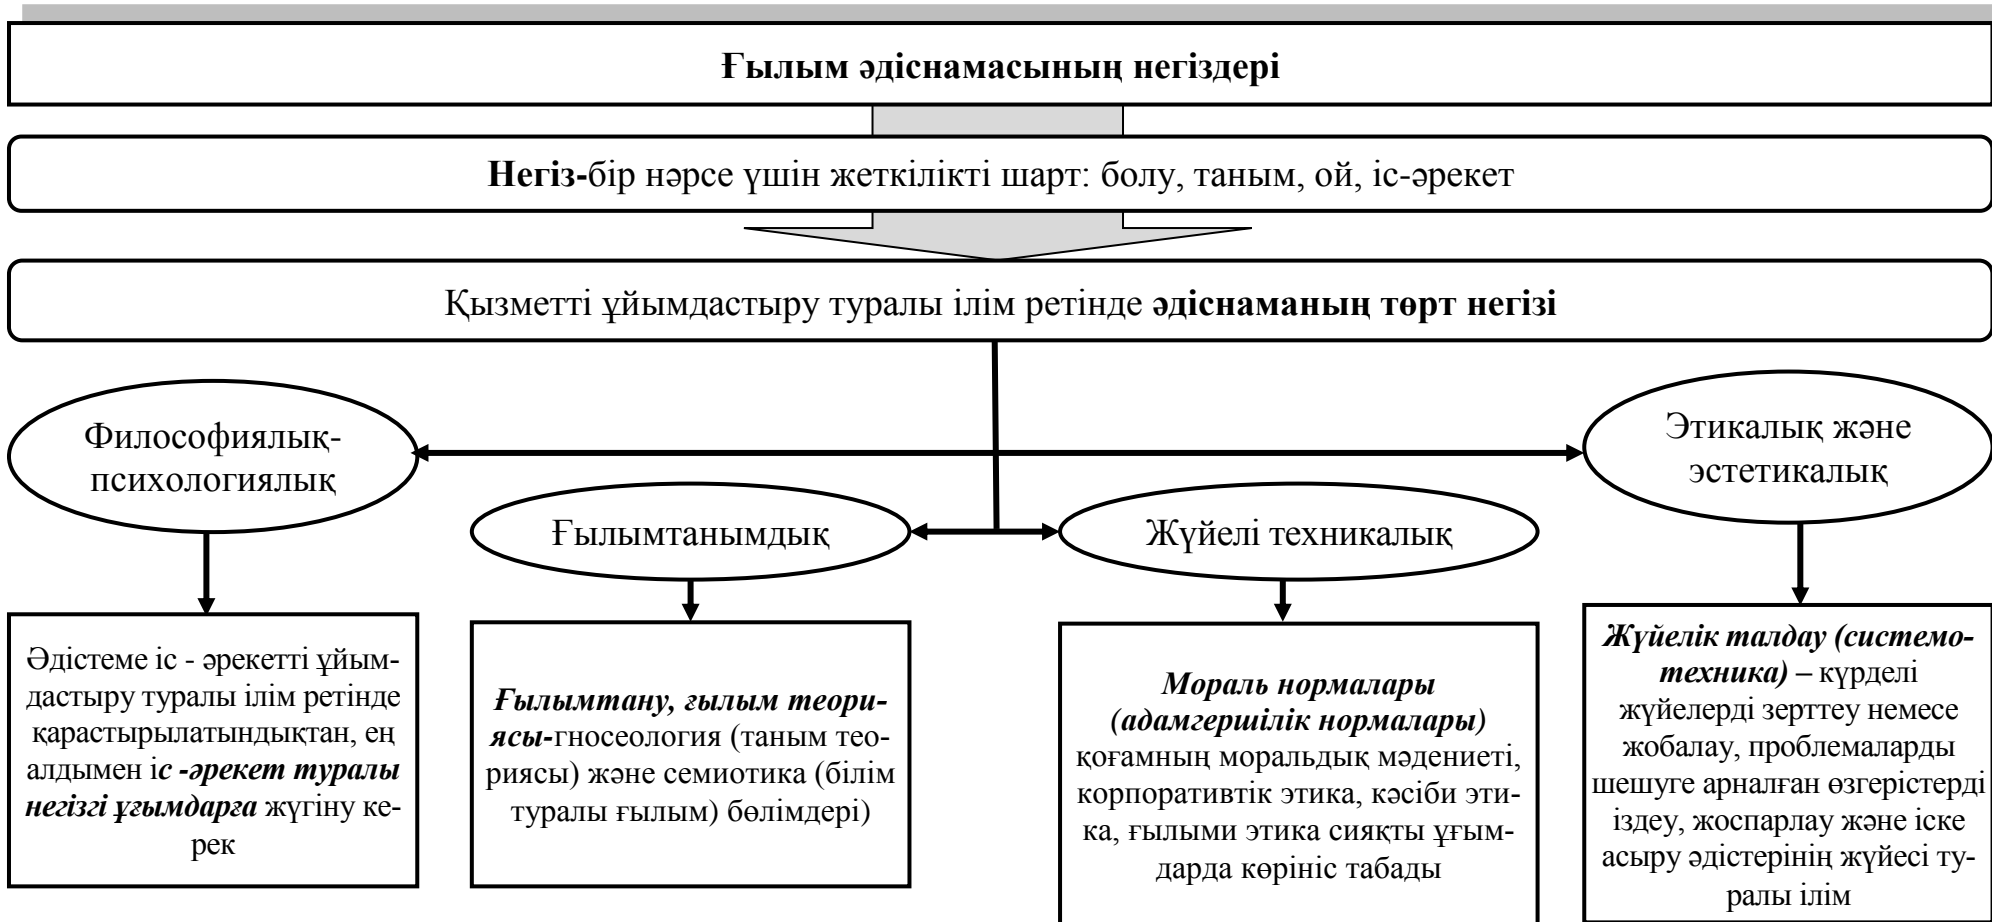 Ғылым әдіснамасының негіздері
Негіз-бір нәрсе үшін жеткілікті шарт: болу, таным, ой, іс-әрекет
Қызметті ұйымдастыру туралы ілім ретінде әдіснаманың төрт негізі
Философиялық-
психологиялық
Ғылымтанымдық
Жүйелі техникалық
Этикалық және
эстетикалық
Әдістеме іс - әрекетті ұйым-
дастыру туралы ілім ретінде
қарастырылатындықтан, ең
алдымен іс -әрекет туралы
негізгі ұғымдарға жүгіну ке-
рек
Ғылымтану, ғылым теори-
ясы-гносеология (таным тео-
риясы) және семиотика (білім
туралы ғылым) бөлімдері)
Мораль нормалары
(адамгершілік нормалары)
қоғамның моральдық мәдениеті,
корпоративтік этика, кәсіби эти-
ка, ғылыми этика сияқты ұғым-
дарда көрініс табады
Жүйелік талдау (системо-
техника) – күрделі
жүйелерді зерттеу немесе
жобалау, проблемаларды
шешуге арналған өзгерістерді
іздеу, жоспарлау және іске
асыру әдістерінің жүйесі ту-
ралы ілім